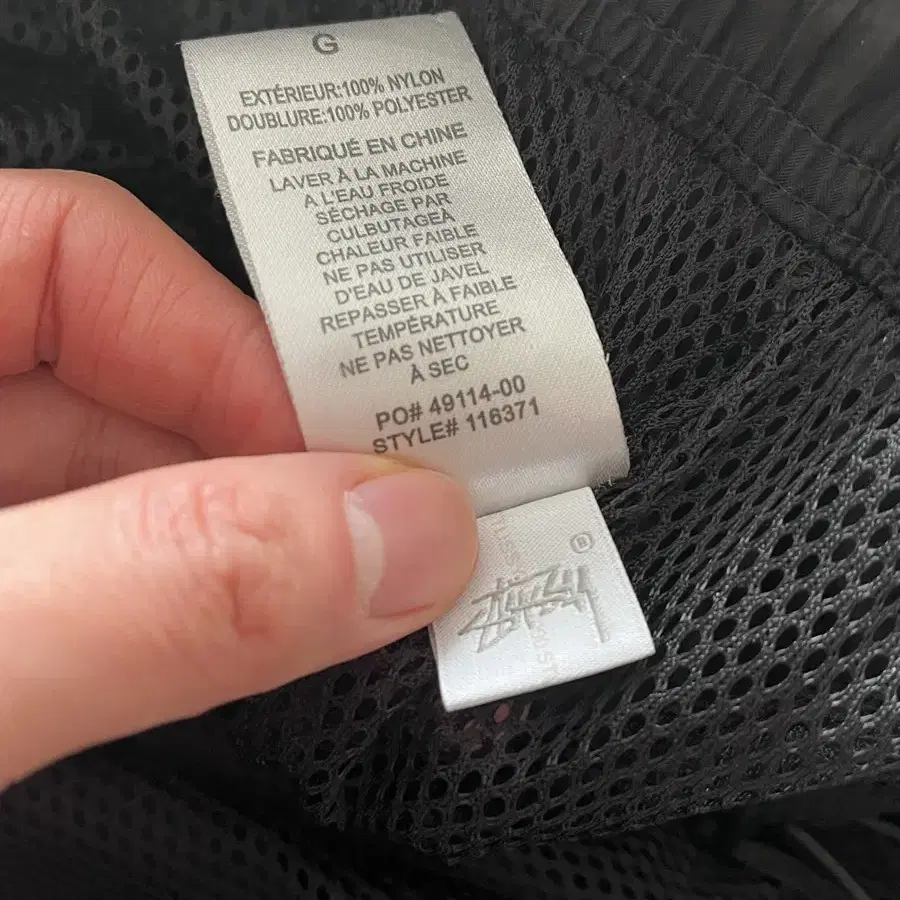 G
EXTÉRIEUR:100% NYLON
DOUBLURE:100% POLYESTER
FABRIQUÉ EN CHINE
LAVER À LA MACHINE
A L'EAU FROIDE
SÉCHAGE PAR
CULBUTAGEÀ
CHALEUR FAIBLE
NE PAS UTILISER
D'EAU DE JAVEL
REPASSER À FAIBLE
TEMPÉRATURE
NE PAS NETTOYER
À SEC
PO# 49114-00
STYLE# 116371
®
Stüssy